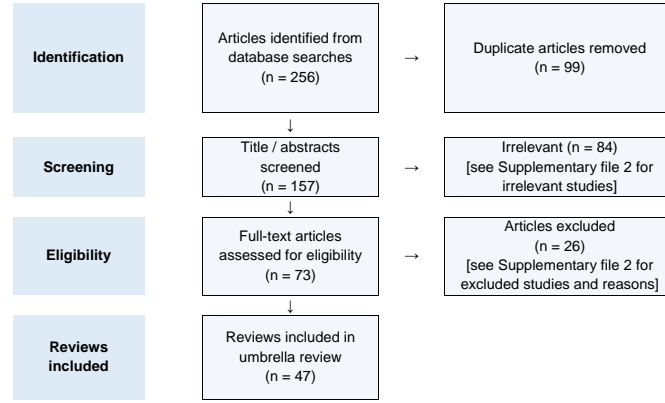 Identification
Articles identified from
database searches
(n = 256)
→
Duplicate articles removed
(n = 99)
↓
Screening
Title / abstracts
screened
(n = 157)
→
Irrelevant (n = 84)
[see Supplementary file 2 for
irrelevant studies]
↓
Eligibility
Full-text articles
assessed for eligibility
(n = 73)
→
Articles excluded
(n = 26)
[see Supplementary file 2 for
excluded studies and reasons]
↓
Reviews
included
Reviews included in
umbrella review
(n = 47)